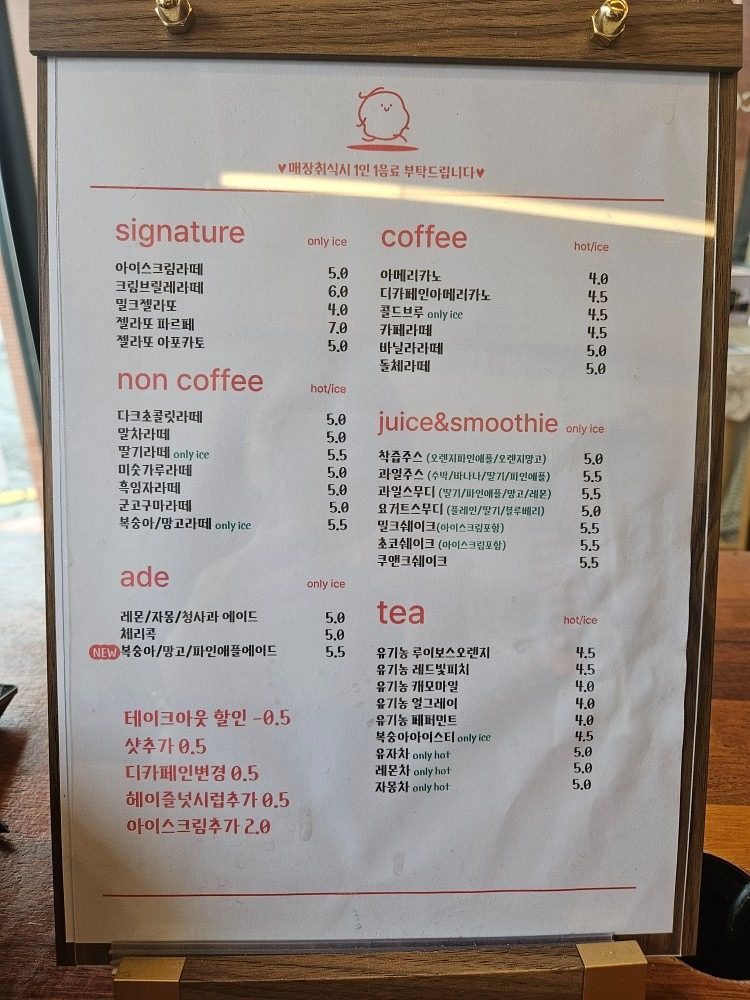 ♥매장취식시 1인 1음료 부탁드립니다♥
signature only ice
아이스크림라떼 5.0
크림브릴레라떼 6.0
밀크젤라또 4.0
젤라또 파르페 7.0
젤라또 아포카토 5.0
non coffee hot/ice
다크초콜릿라떼 5.0
말차라떼 5.0
딸기라떼 only ice 5.5
미숫가루라떼 5.0
흑임자라떼 5.0
군고구마라떼 5.0
복숭아/망고라떼 only ice 5.5
ade only ice
레몬/자몽/청사과 에이드 5.0
체리콕 5.0
NEW 복숭아/망고/파인애플에이드 5.5
테이크아웃 할인 -0.5
샷추가 0.5
디카페인변경 0.5
헤이즐넛시럽추가 0.5
아이스크림추가 2.0
coffee hot/ice
아메리카노 4.0
디카페인아메리카노 4.5
콜드브루 only ice 4.5
카페라떼 4.5
바닐라라떼 5.0
돌체라떼 5.0
juice&smoothie only ice
착즙주스 (오렌지파인애플/오렌지망고) 5.0
과일주스 (수박/바나나/딸기/파인애플) 5.5
과일스무디 (딸기/파인애플/망고/레몬) 5.5
요거트스무디 (플레인/딸기/블루베리) 5.0
밀크쉐이크(아이스크림포함) 5.5
초코쉐이크 (아이스크림포함) 5.5
쿠앤크쉐이크 5.5
tea hot/ice
유기농 루이보스오렌지 4.5
유기농 레드빛피치 4.5
유기농 캐모마일 4.0
유기농 얼그레이 4.0
유기농 페퍼민트 4.0
복숭아아이스티 only ice 4.5
유자차 only hot 5.0
레몬차 only hot 5.0
자몽차 only hot 5.0